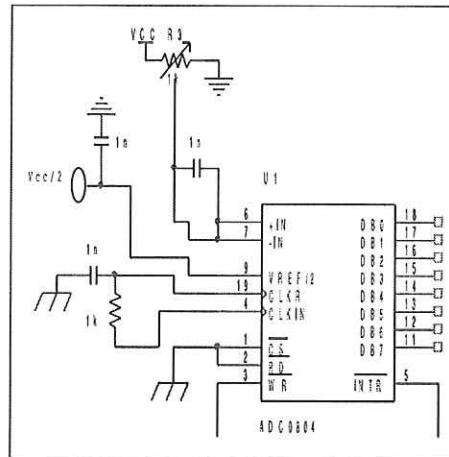 VCC R3
1k
1n
Vcc/2
1n
U1
6 +IN DB0 18
7 -IN DB1 17
DB2 16
9 VREF/2 DB3 15
1n
19 CLKR DB4 14
4 CLKIN DB5 13
1k
DB6 12
1 CS DB7 11
2 RD
3 WR INTR 5
ADC0804